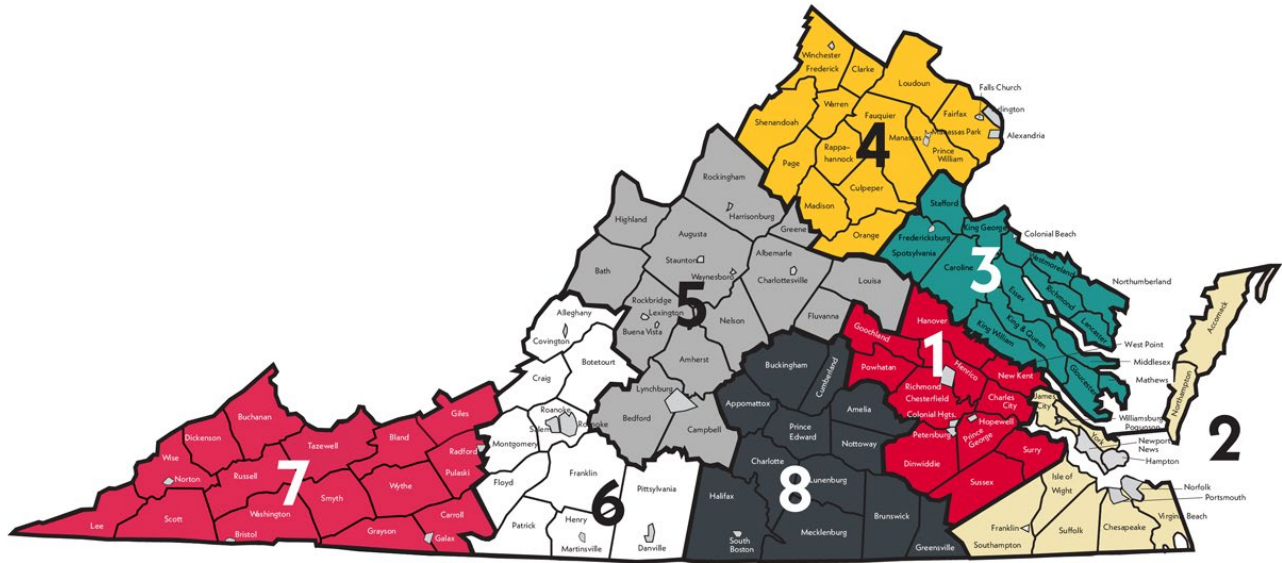 Winchester
Frederick
Clarke
Loudoun
Falls Church
Warren
Fairfax
Shenandoah
Fauquier
Alexandria
Manassas
Manassas Park
Rappa-
hannock
4
Prince
William
Page
Culpeper
Madison
Orange
Rockingham
Harrisonburg
Greene
Highland
Augusta
Albemarle
Staunton
Waynesboro
Charlottesville
Bath
Louisa
5
Rockbridge
Lexington
Buena Vista
Nelson
Fluvanna
Amherst
Lynchburg
Bedford
Campbell
Stafford
King George
Colonial Beach
Fredericksburg
Spotsylvania
Caroline
3
Westmoreland
Northumberland
Essex
Richmond
Lancaster
King & Queen
King William
West Point
Middlesex
Gloucester
Mathews
Hanover
Goochland
1
Henrico
Powhatan
New Kent
Richmond
Chesterfield
Charles
City
Colonial Hgts.
Hopewell
Petersburg
Prince
George
Dinwiddie
Surry
Sussex
Accomack
Northampton
2
James
City
Williamsburg
Poquoson
York
Newport
News
Hampton
Norfolk
Portsmouth
Isle of
Wight
Virginia Beach
Franklin
Southampton
Suffolk
Chesapeake
Alleghany
Covington
Botetourt
Craig
Roanoke
Salem
Roanoke
Montgomery
Floyd
Franklin
Pittsylvania
6
Patrick
Henry
Martinsville
Danville
Giles
Buchanan
Dickenson
Tazewell
Bland
Radford
Wise
Norton
Russell
7
Wythe
Pulaski
Smyth
Washington
Carroll
Lee
Scott
Bristol
Grayson
Galax
Buckingham
Cumberland
Appomattox
Amelia
Prince
Edward
Nottoway
Charlotte
8
Lunenburg
Halifax
Mecklenburg
Brunswick
South
Boston
Greensville